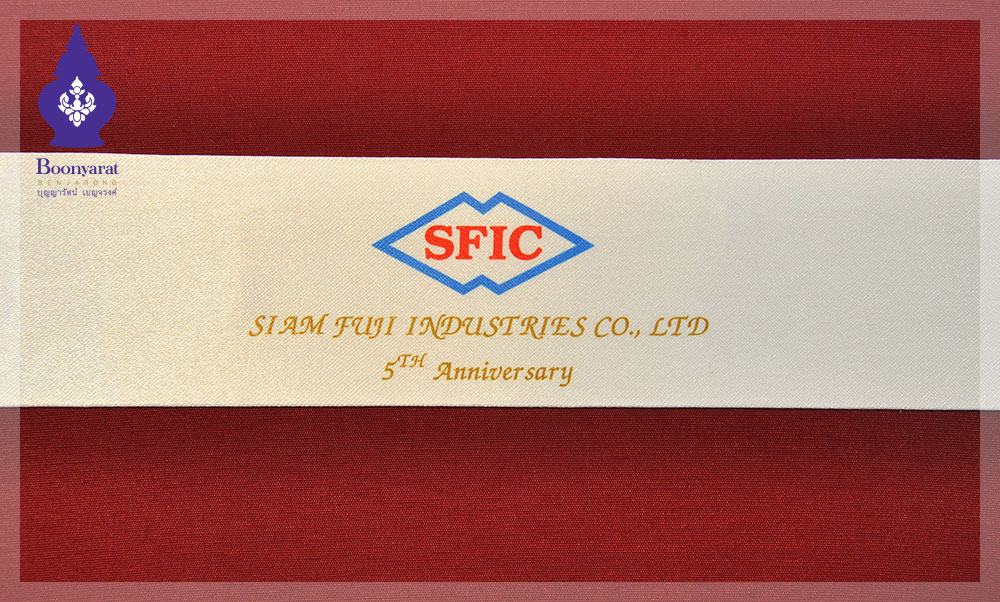 Boonyarat
BENJARONG
บุญญารัตน์ เบญจรงค์
SFIC
SIAM FUJI INDUSTRIES CO., LTD
5TH Anniversary